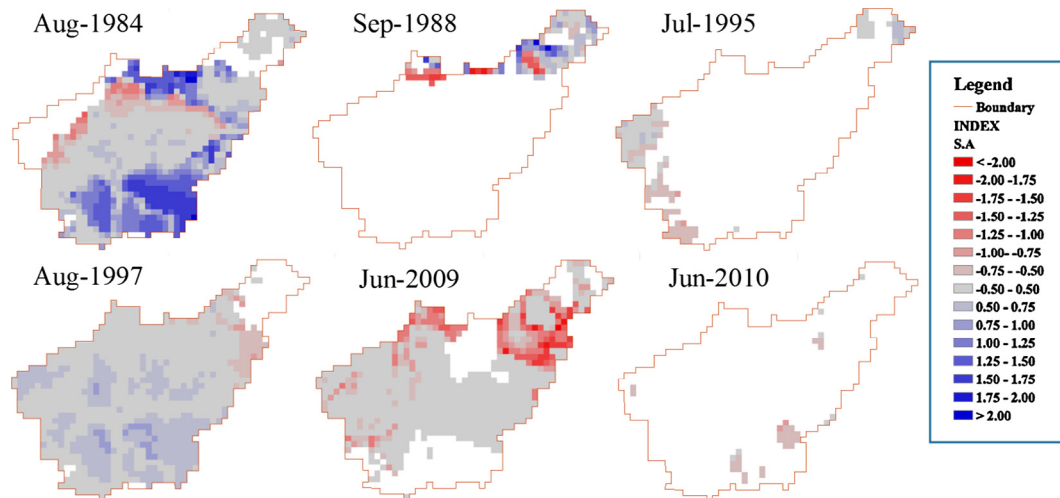 Aug-1984
Sep-1988
Jul-1995
Aug-1997
Jun-2009
Jun-2010
Legend
Boundary
INDEX
S.A
< -2.00
-2.00 -1.75
-1.75 - -1.50
-1.50 - -1.25
-1.25 - -1.00
-1.00- -0.75
-0.75 - -0.50
-0.50 - 0.50
0.50 - 0.75
0.75 - 1.00
1.00 - 1.25
1.25 - 1.50
1.50 - 1.75
1.75 - 2.00
> 2.00